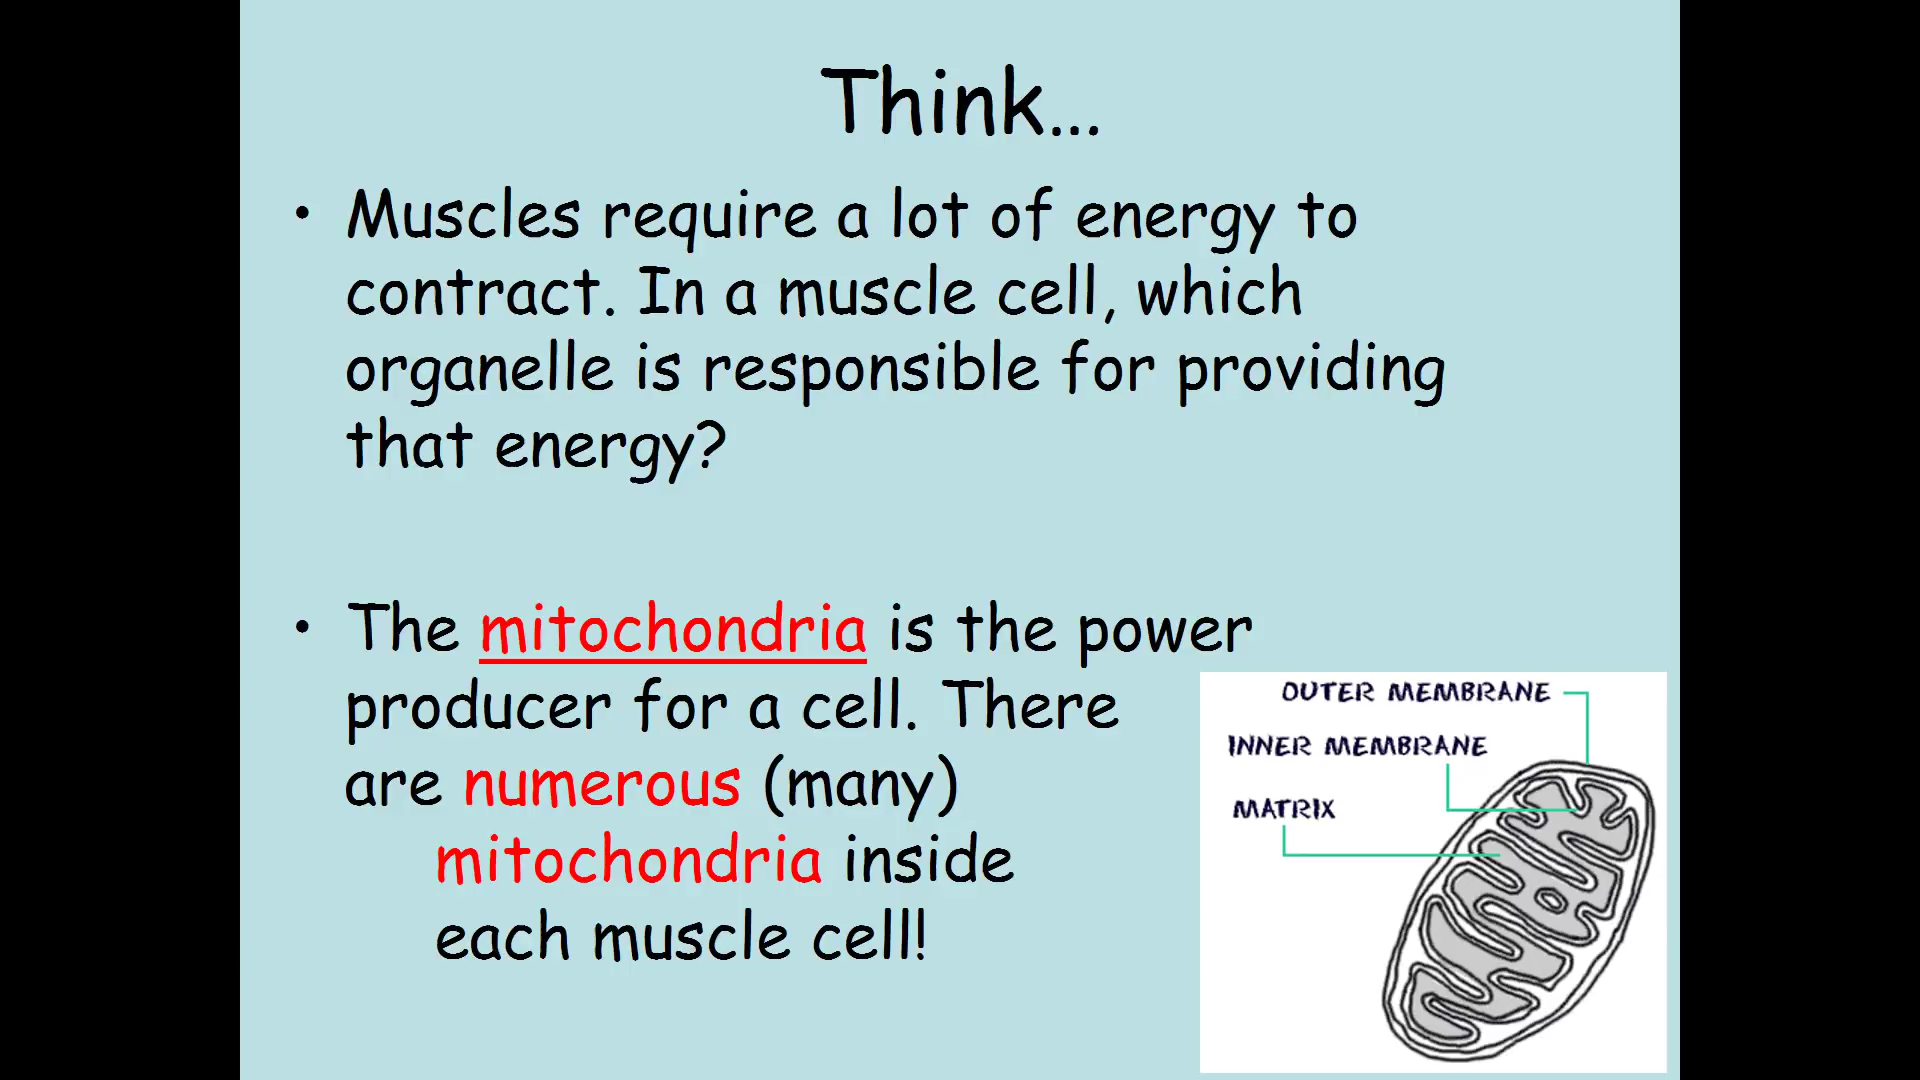 Think...
• Muscles require a lot of energy to
contract. In a muscle cell, which
organelle is responsible for providing
that energy?
• The mitochondria is the power
producer for a cell. There
are numerous (many)
mitochondria inside
each muscle cell!
OUTER MEMBRANE
INNER MEMBRANE
MATRIX